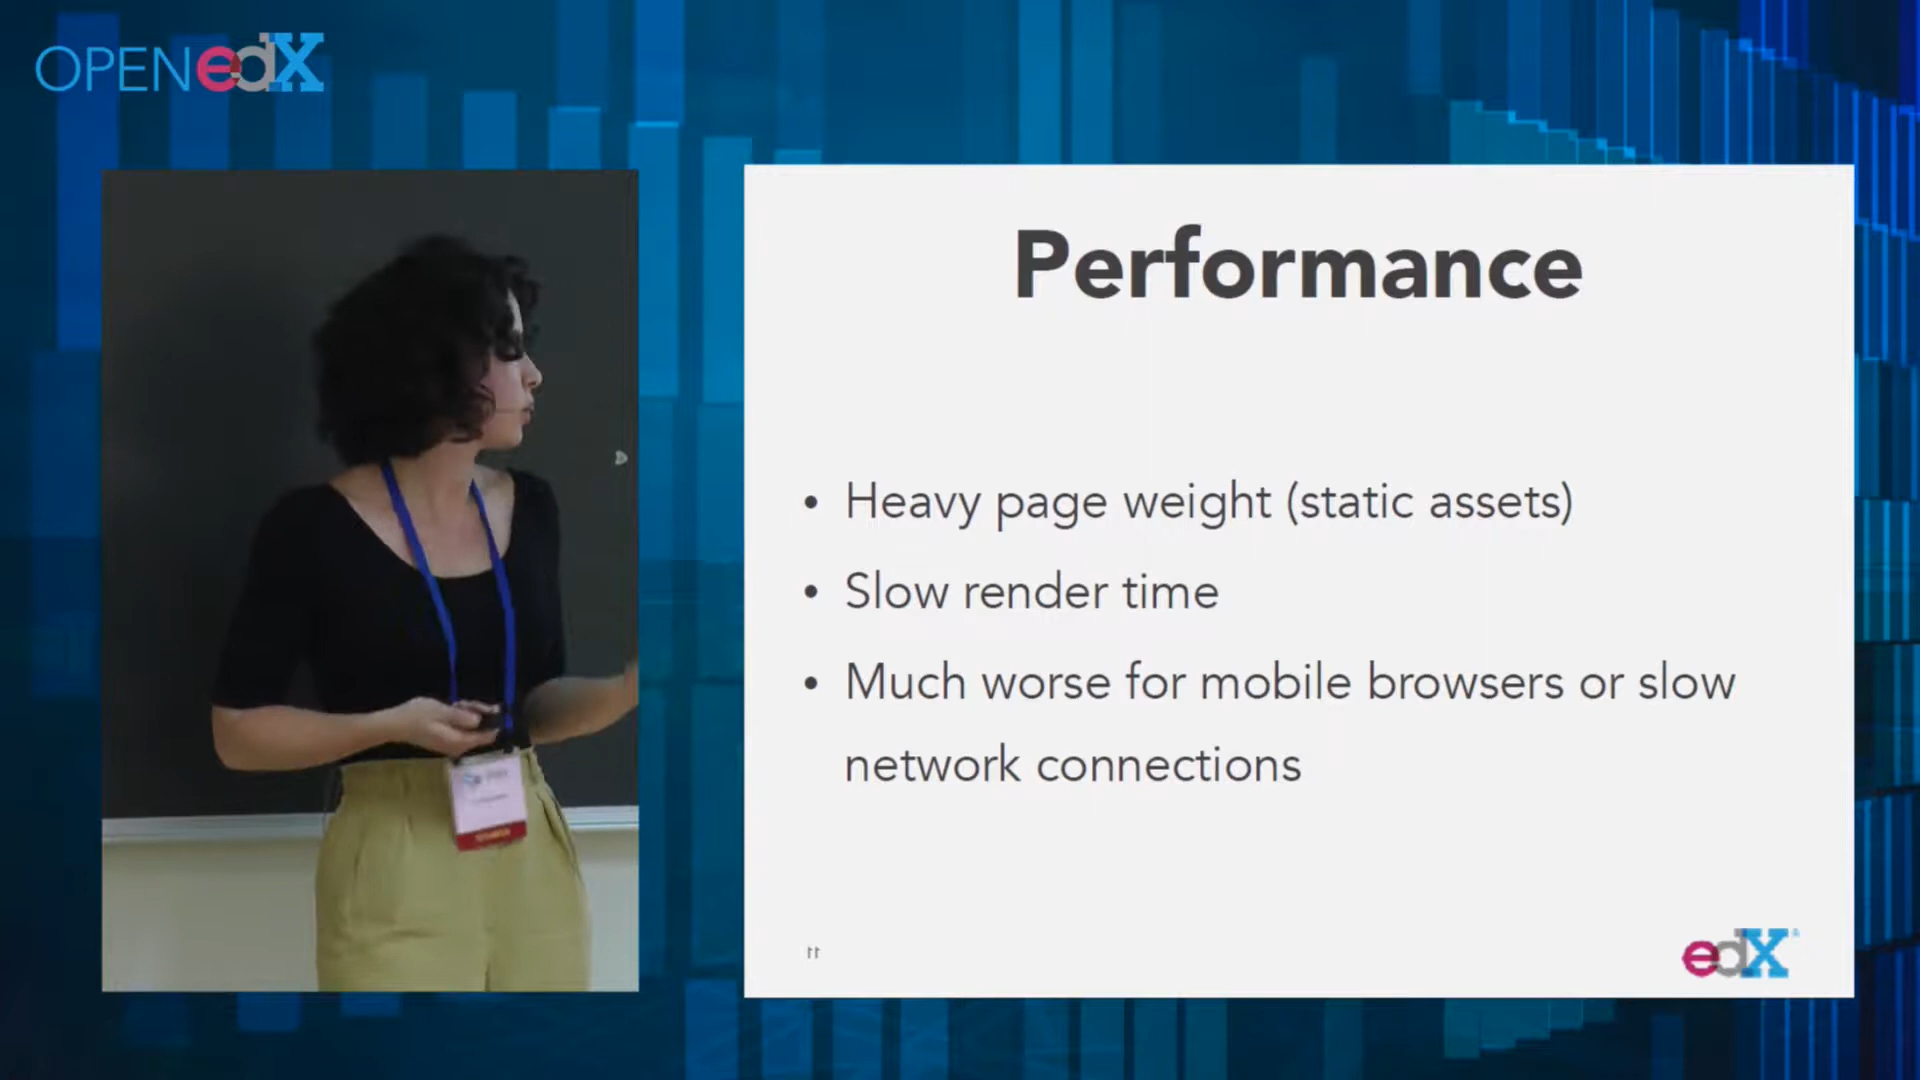 OPENedX
Performance
• Heavy page weight (static assets)
• Slow render time
• Much worse for mobile browsers or slow
network connections
11
edX